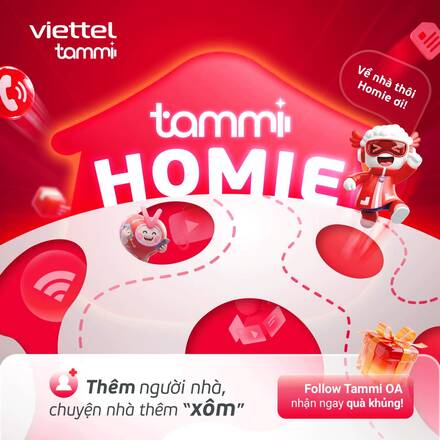 viettel
tammi
Về nhà thôi
Homie ơi!
tammi
HOMIE
Thêm người nhà,
chuyện nhà thêm “xôm”
Follow Tammi OA
nhận ngay quà khủng!